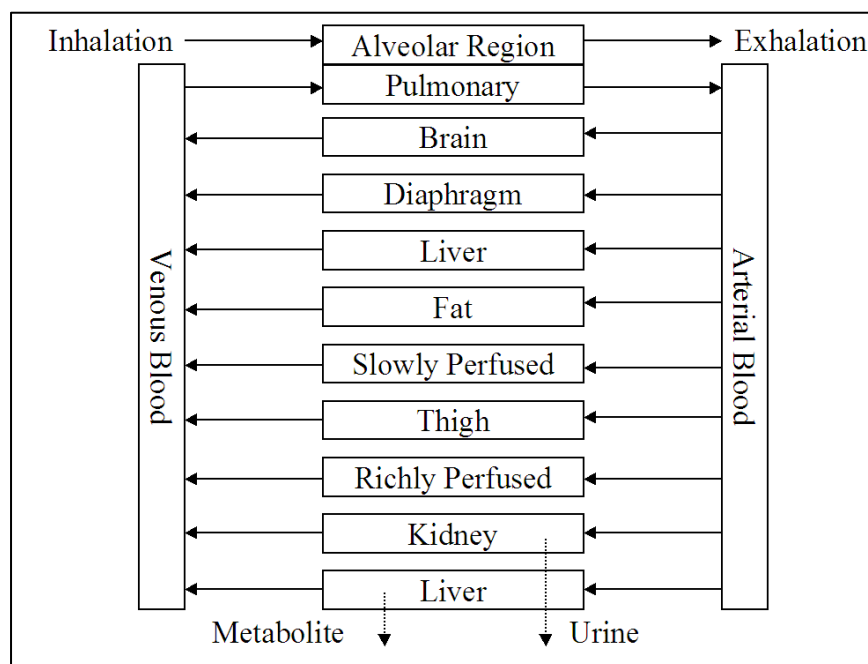 Inhalation
Alveolar Region
Exhalation
Pulmonary
Brain
Diaphragm
Liver
Fat
Slowly Perfused
Thigh
Richly Perfused
Kidney
Liver
Venous Blood
Arterial Blood
Metabolite
Urine